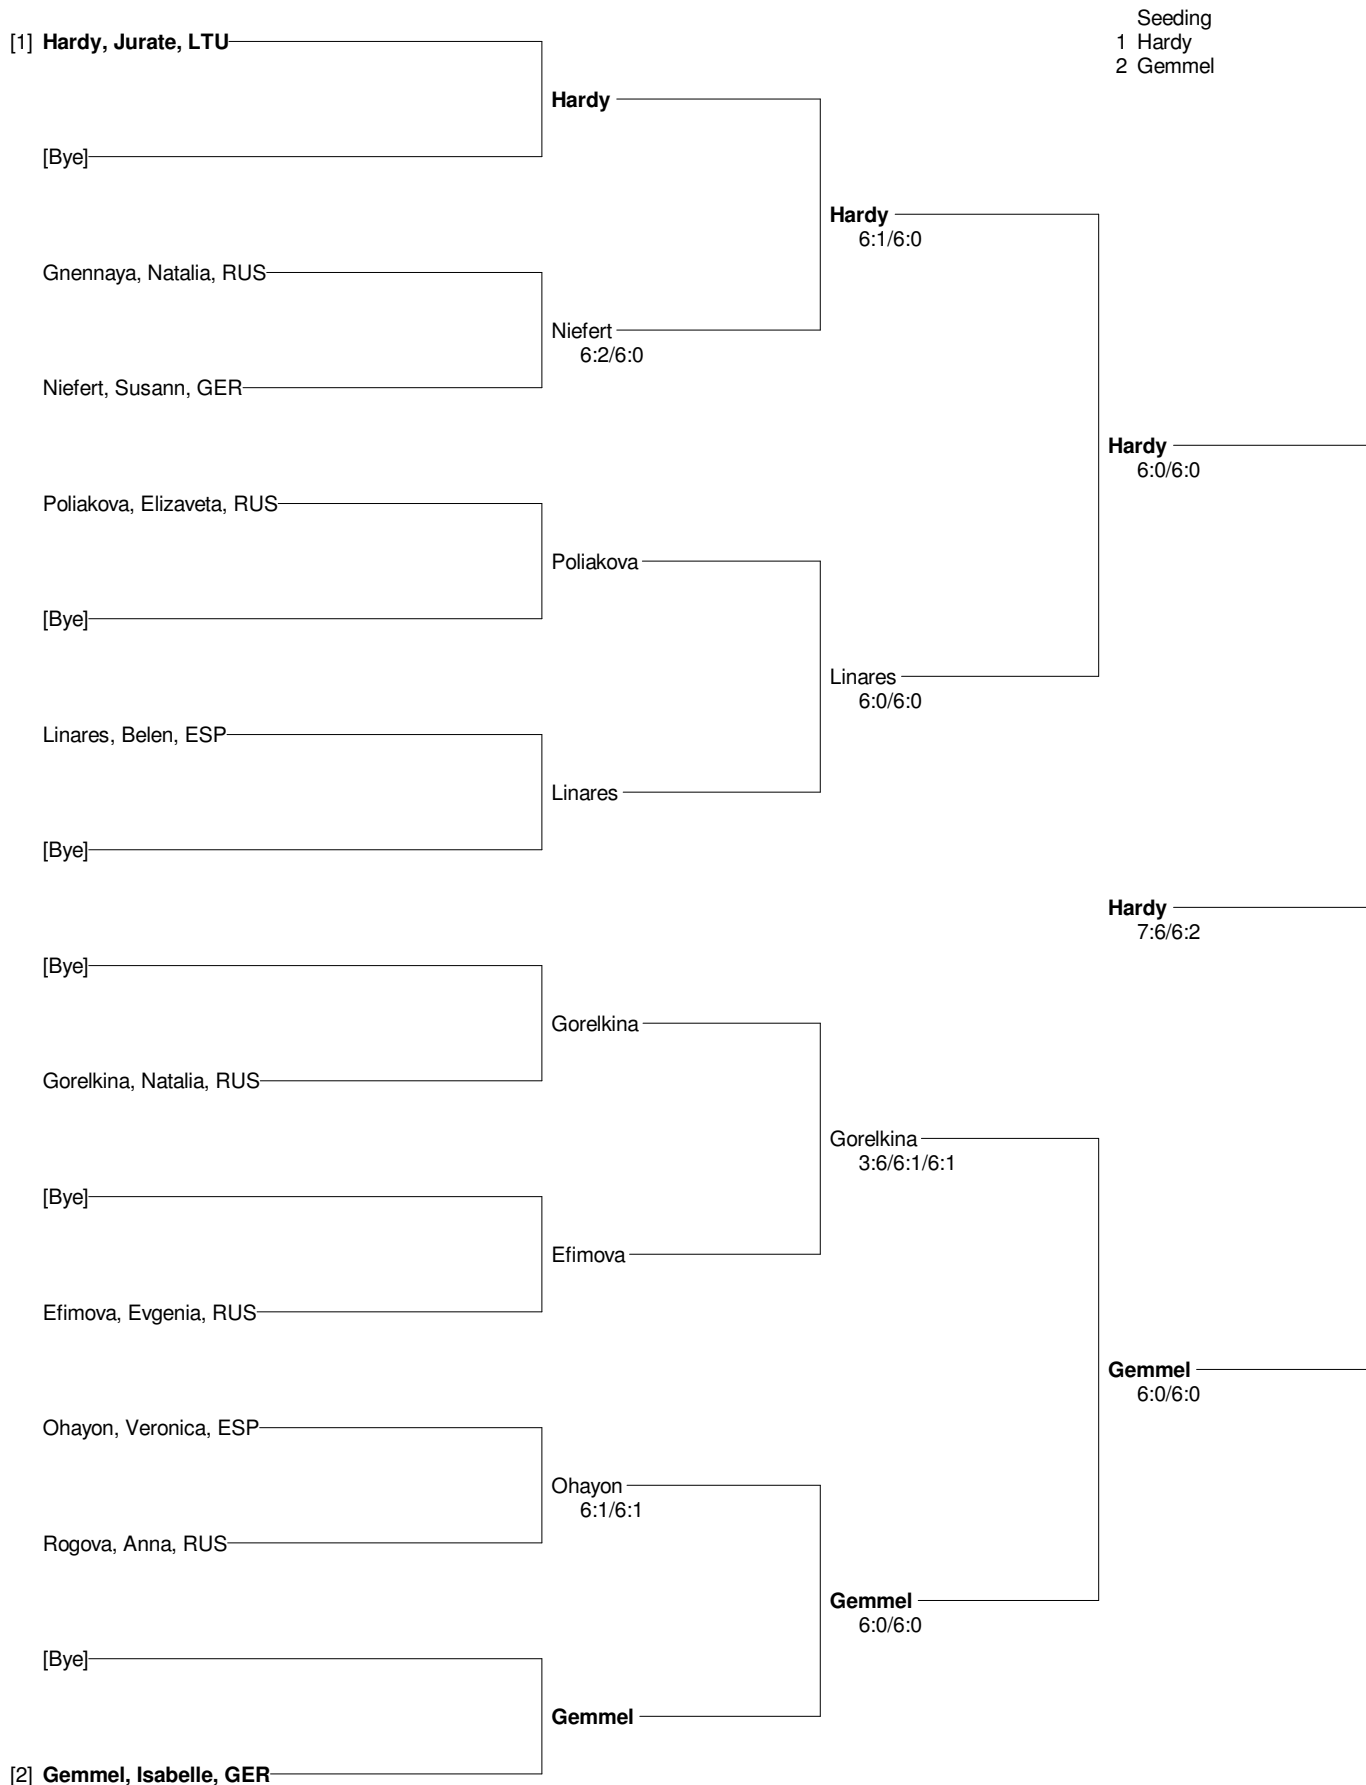 Seeding
1 Hardy
2 Gemmel
[1] Hardy, Jurate, LTU
Hardy
[Bye]
Hardy
6:1/6:0
Gnennaya, Natalia, RUS
Niefert
6:2/6:0
Niefert, Susann, GER
Hardy
6:0/6:0
Poliakova, Elizaveta, RUS
Poliakova
[Bye]
Linares
6:0/6:0
Linares, Belen, ESP
Linares
[Bye]
Hardy
7:6/6:2
[Bye]
Gorelkina
Gorelkina, Natalia, RUS
Gorelkina
3:6/6:1/6:1
[Bye]
Efimova
Efimova, Evgenia, RUS
Gemmel
6:0/6:0
Ohayon, Veronica, ESP
Ohayon
6:1/6:1
Rogova, Anna, RUS
Gemmel
6:0/6:0
[Bye]
Gemmel
[2] Gemmel, Isabelle, GER